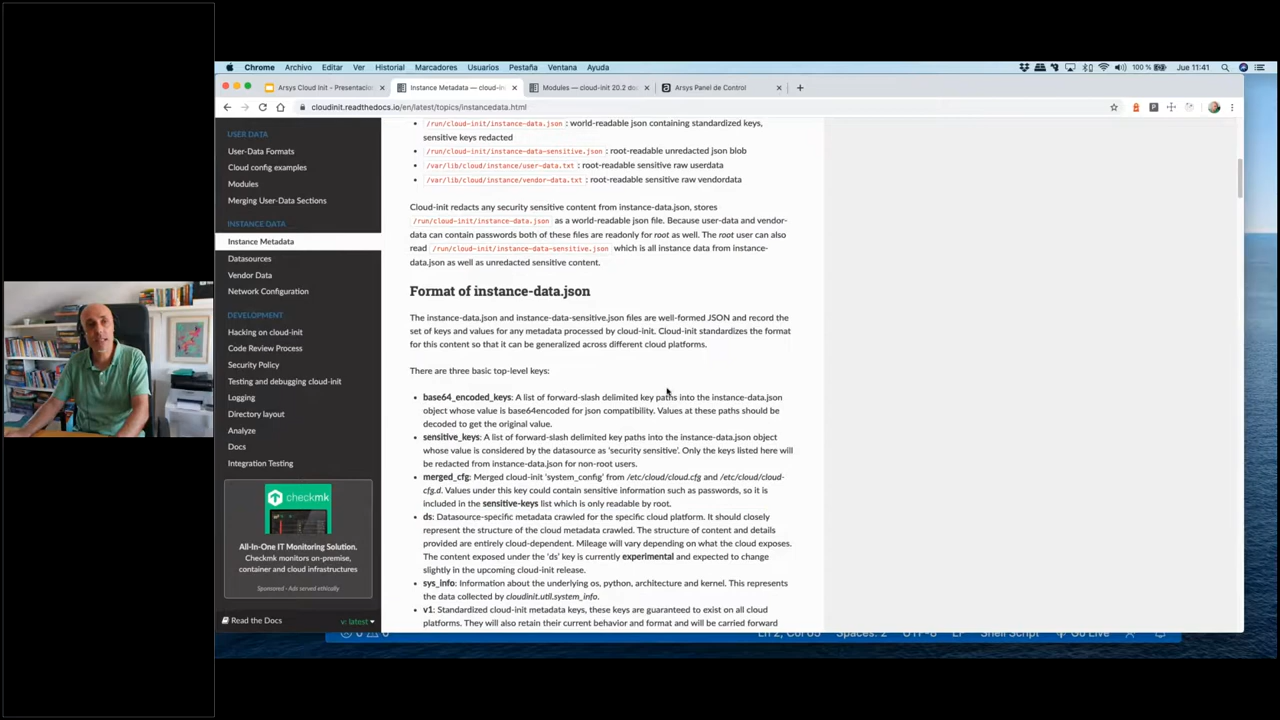 Chrome Archivo Editar Ver Historial Marcadores Usuarios Pestaña Ventana Ayuda 100 % Jue 11:41
Arsys Cloud Init - Presentacio Instance Metadata — cloud-in Modules — cloud-init 20.2 do Arsys Panel de Control
cloudinit.readthedocs.io/en/latest/topics/instancedata.html
USER DATA
User-Data Formats
Cloud config examples
Modules
Merging User-Data Sections
INSTANCE DATA
Instance Metadata
Datasources
Vendor Data
Network Configuration
DEVELOPMENT
Hacking on cloud-init
Code Review Process
Security Policy
Testing and debugging cloud-init
Logging
Directory layout
Analyze
Docs
Integration Testing
checkmk
All-In-One IT Monitoring Solution.
Checkmk monitors on-premise,
container and cloud infrastructures
Sponsored · Ads served ethically
Read the Docs v: latest
/run/cloud-init/instance-data.json : world-readable json containing standardized keys,
sensitive keys redacted
/run/cloud-init/instance-data-sensitive.json : root-readable unredacted json blob
/var/lib/cloud/instance/user-data.txt : root-readable sensitive raw userdata
/var/lib/cloud/instance/vendor-data.txt : root-readable sensitive raw vendordata
Cloud-init redacts any security sensitive content from instance-data.json, stores
/run/cloud-init/instance-data.json as a world-readable json file. Because user-data and vendor-
data can contain passwords both of these files are readonly for root as well. The root user can also
read /run/cloud-init/instance-data-sensitive.json which is all instance data from instance-
data.json as well as unredacted sensitive content.
Format of instance-data.json
The instance-data.json and instance-data-sensitive.json files are well-formed JSON and record the
set of keys and values for any metadata processed by cloud-init. Cloud-init standardizes the format
for this content so that it can be generalized across different cloud platforms.
There are three basic top-level keys:
base64_encoded_keys: A list of forward-slash delimited key paths into the instance-data.json
object whose value is base64encoded for json compatibility. Values at these paths should be
decoded to get the original value.
sensitive_keys: A list of forward-slash delimited key paths into the instance-data.json object
whose value is considered by the datasource as ‘security sensitive’. Only the keys listed here will
be redacted from instance-data.json for non-root users.
merged_cfg: Merged cloud-init ‘system_config’ from /etc/cloud/cloud.cfg and /etc/cloud/cloud-
cfg.d. Values under this key could contain sensitive information such as passwords, so it is
included in the sensitive-keys list which is only readable by root.
ds: Datasource-specific metadata crawled for the specific cloud platform. It should closely
represent the structure of the cloud metadata crawled. The structure of content and details
provided are entirely cloud-dependent. Mileage will vary depending on what the cloud exposes.
The content exposed under the ‘ds’ key is currently experimental and expected to change
slightly in the upcoming cloud-init release.
sys_info: Information about the underlying os, python, architecture and kernel. This represents
the data collected by cloudinit.util.system_info.
v1: Standardized cloud-init metadata keys, these keys are guaranteed to exist on all cloud
platforms. They will also retain their current behavior and format and will be carried forward